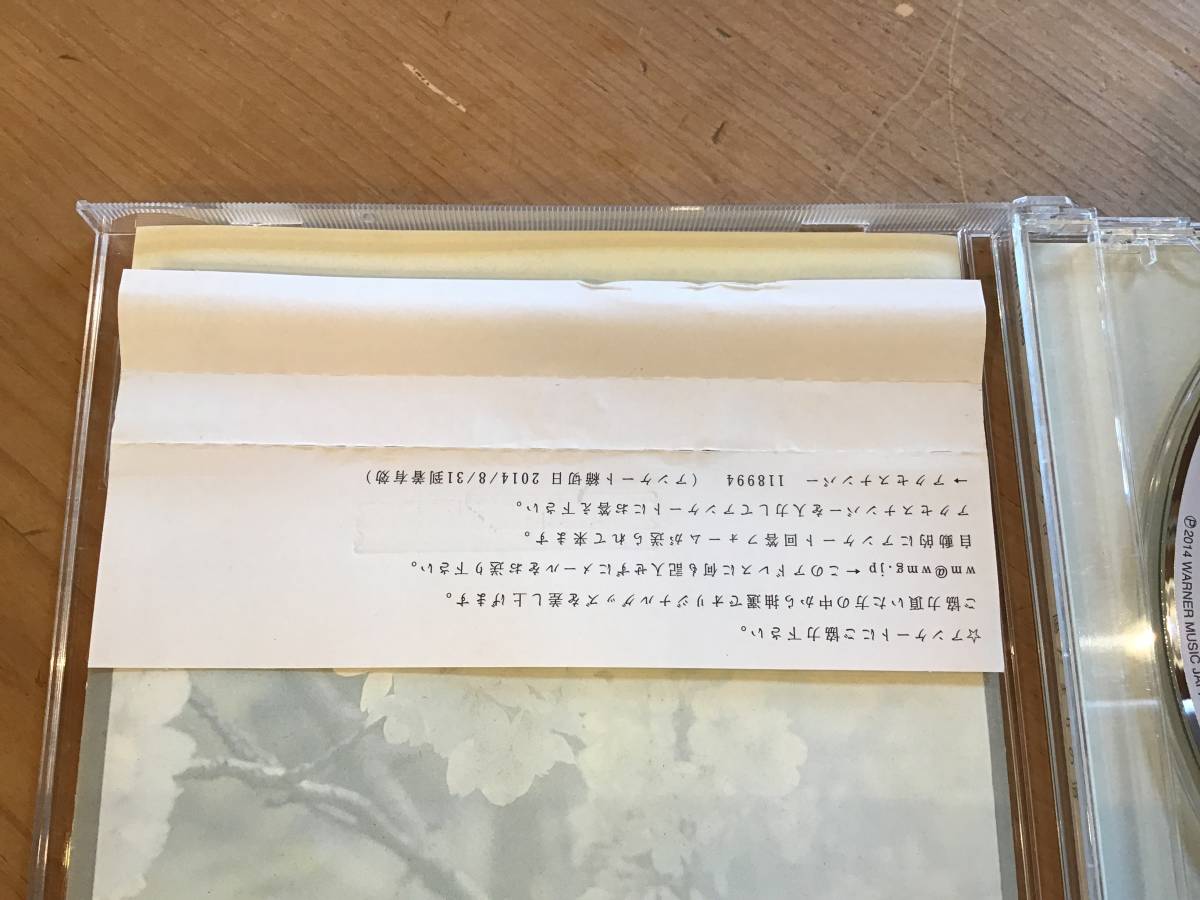 ☆アンケートにご協力下さい。
ご協力頂いた方の中から抽選でオリジナルグッズを差し上げます。
wm@wmg.jp ←このアドレスに何も記入せずにメールをお送り下さい。
自動的にアンケート回答フォームが送られて来ます。
アクセスナンバーを入力してアンケートにお答え下さい。
→アクセスナンバー 118994 (アンケート締切日 2014/8/31到着有効)
Ⓟ2014 WARNER MUSIC JAP